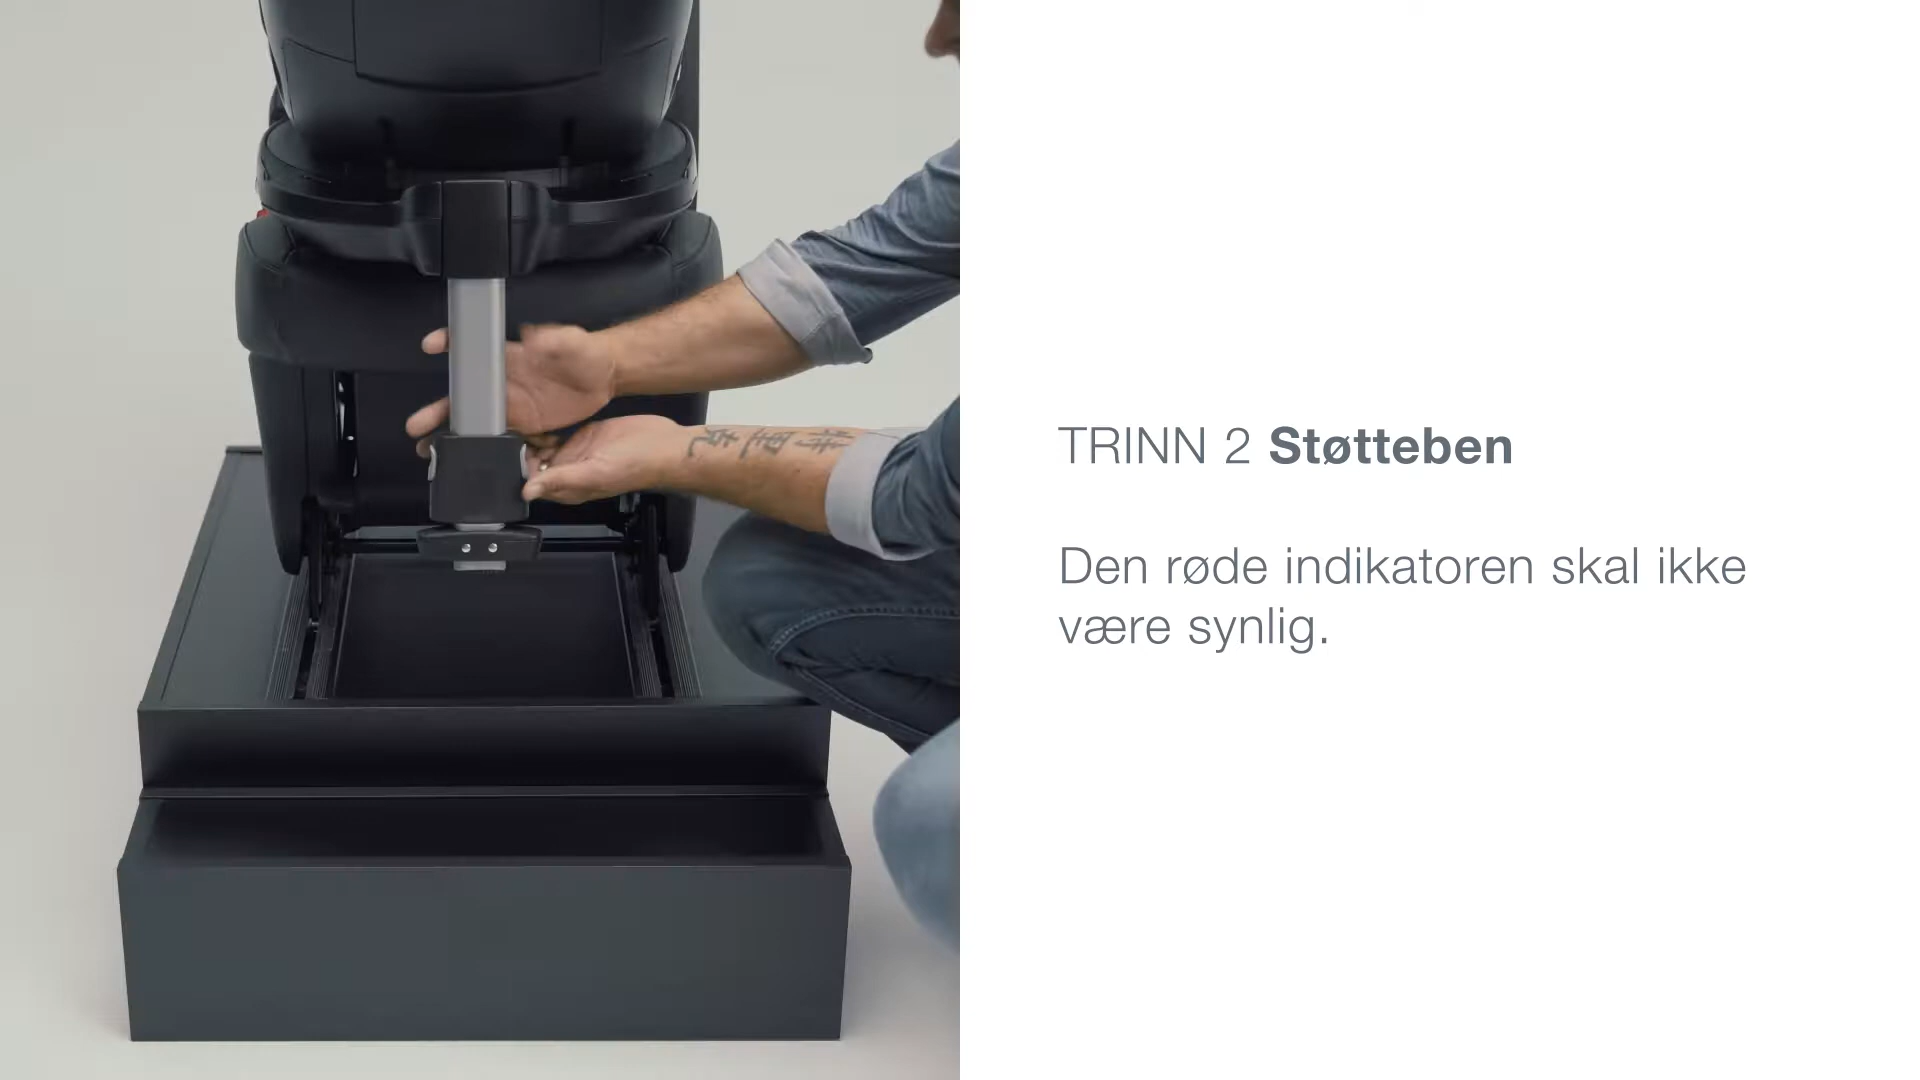 TRINN 2 Støtteben
Den røde indikatoren skal ikke
være synlig.